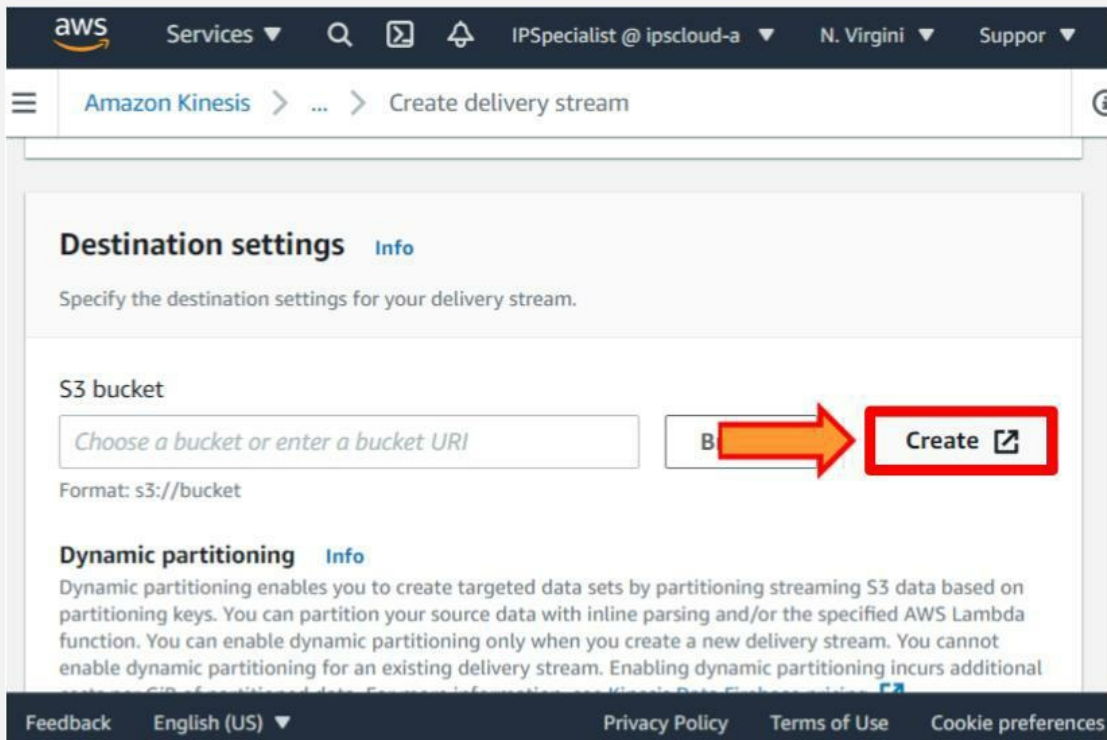 aws Services IPSpecialist @ ipscloud-a N. Virgini Suppor
Amazon Kinesis > ... > Create delivery stream
Destination settings Info
Specify the destination settings for your delivery stream.
S3 bucket
Choose a bucket or enter a bucket URI
Create
Format: s3://bucket
Dynamic partitioning Info
Dynamic partitioning enables you to create targeted data sets by partitioning streaming S3 data based on
partitioning keys. You can partition your source data with inline parsing and/or the specified AWS Lambda
function. You can enable dynamic partitioning only when you create a new delivery stream. You cannot
enable dynamic partitioning for an existing delivery stream. Enabling dynamic partitioning incurs additional
Feedback English (US) Privacy Policy Terms of Use Cookie preferences